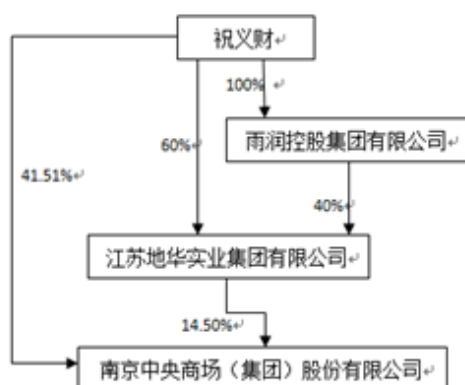 祝义财
100%
雨润控股集团有限公司
60%
41.51%
40%
江苏地华实业集团有限公司
14.50%
南京中央商场（集团）股份有限公司